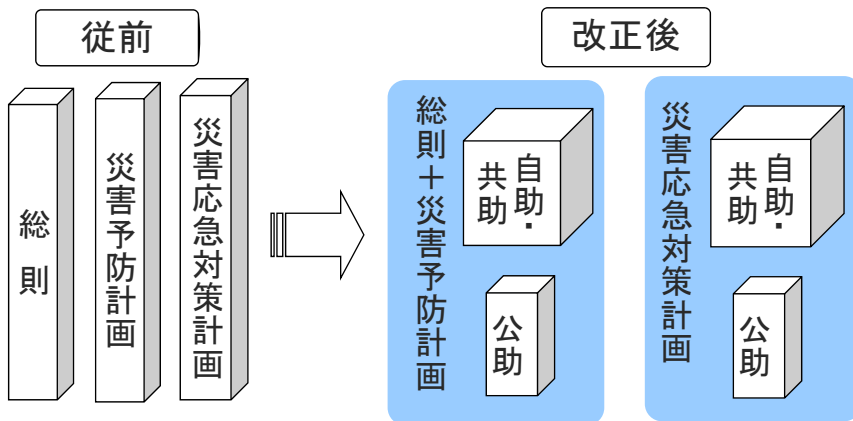 従前
総則
災害予防計画
災害応急対策計画
改正後
総則＋災害予防計画
自助・
共助
公助
災害応急対策計画
自助・
共助
公助